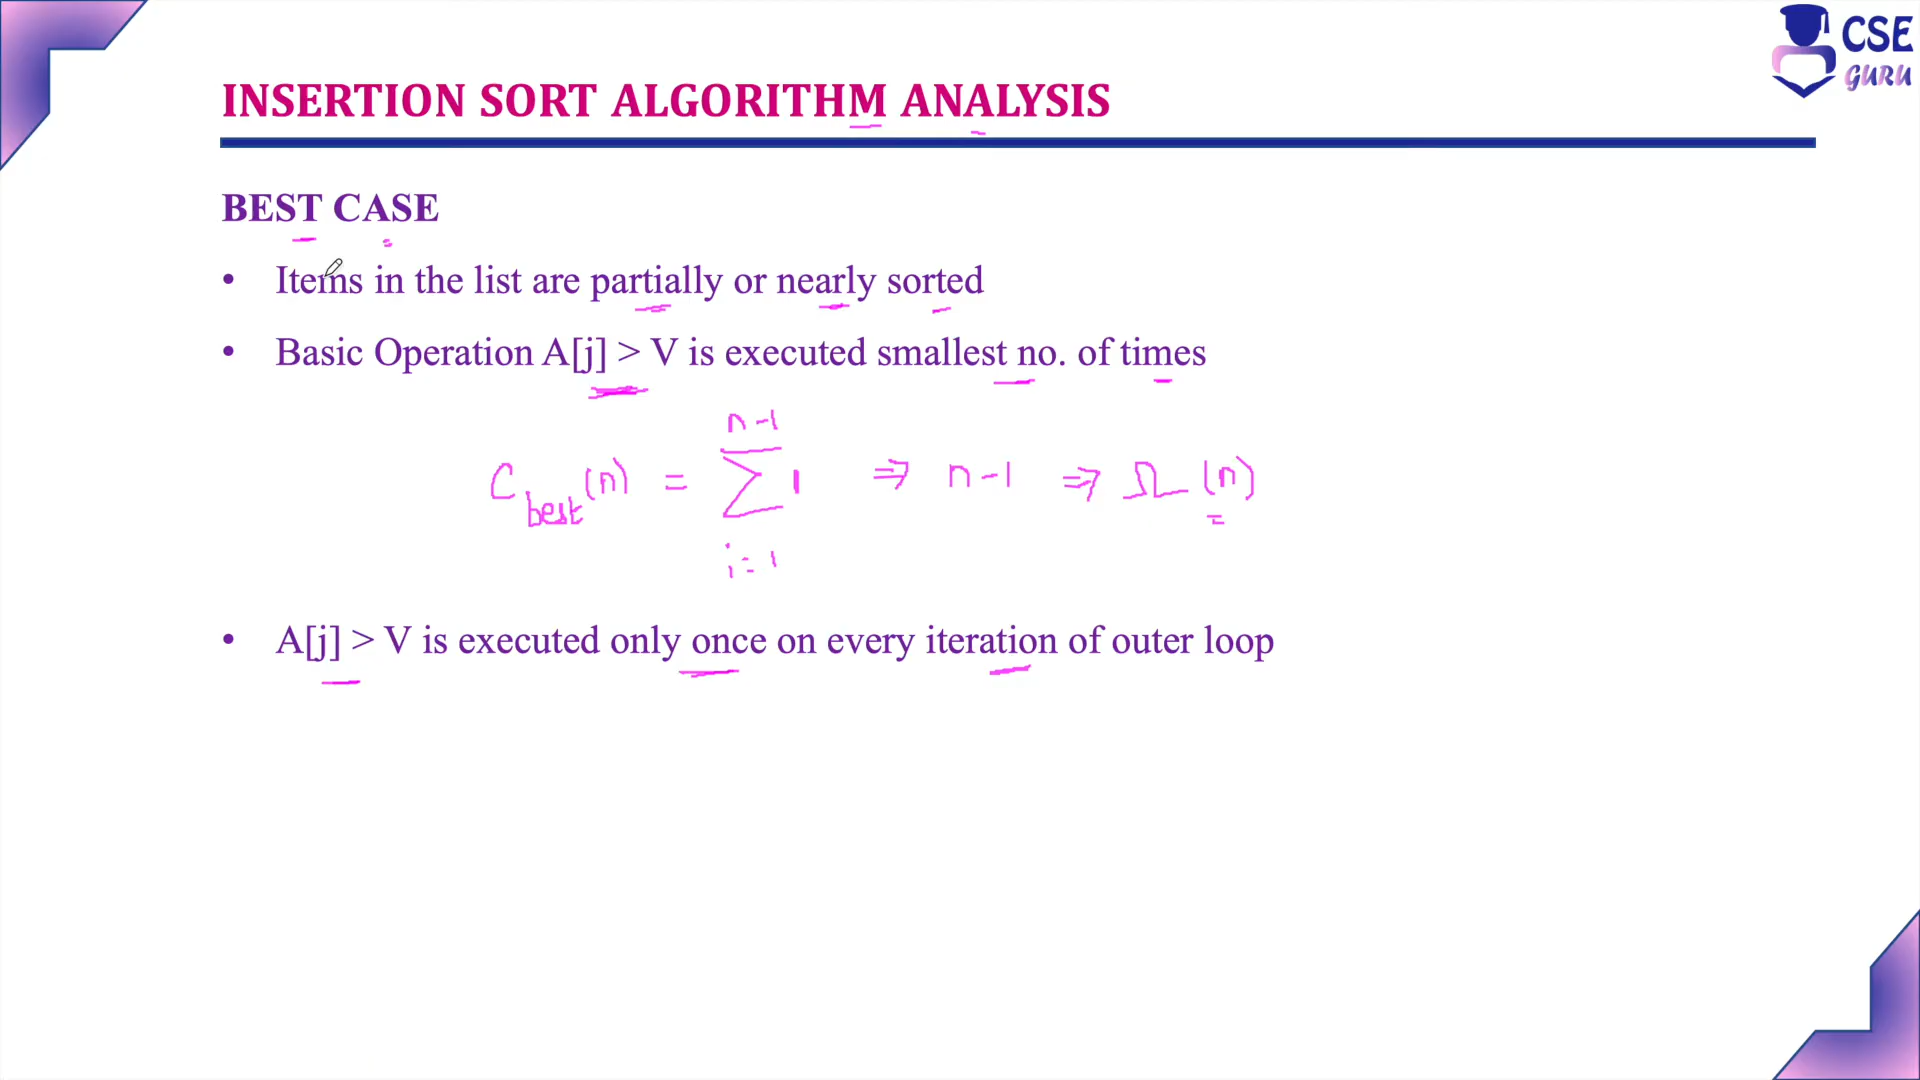 CSE
GURU
INSERTION SORT ALGORITHM ANALYSIS
BEST CASE
• Items in the list are partially or nearly sorted
• Basic Operation A[j] > V is executed smallest no. of times
n-1
C best (n) = ∑ 1 ⇒ n-1 ⇒ Ω (n)
i=1
• A[j] > V is executed only once on every iteration of outer loop